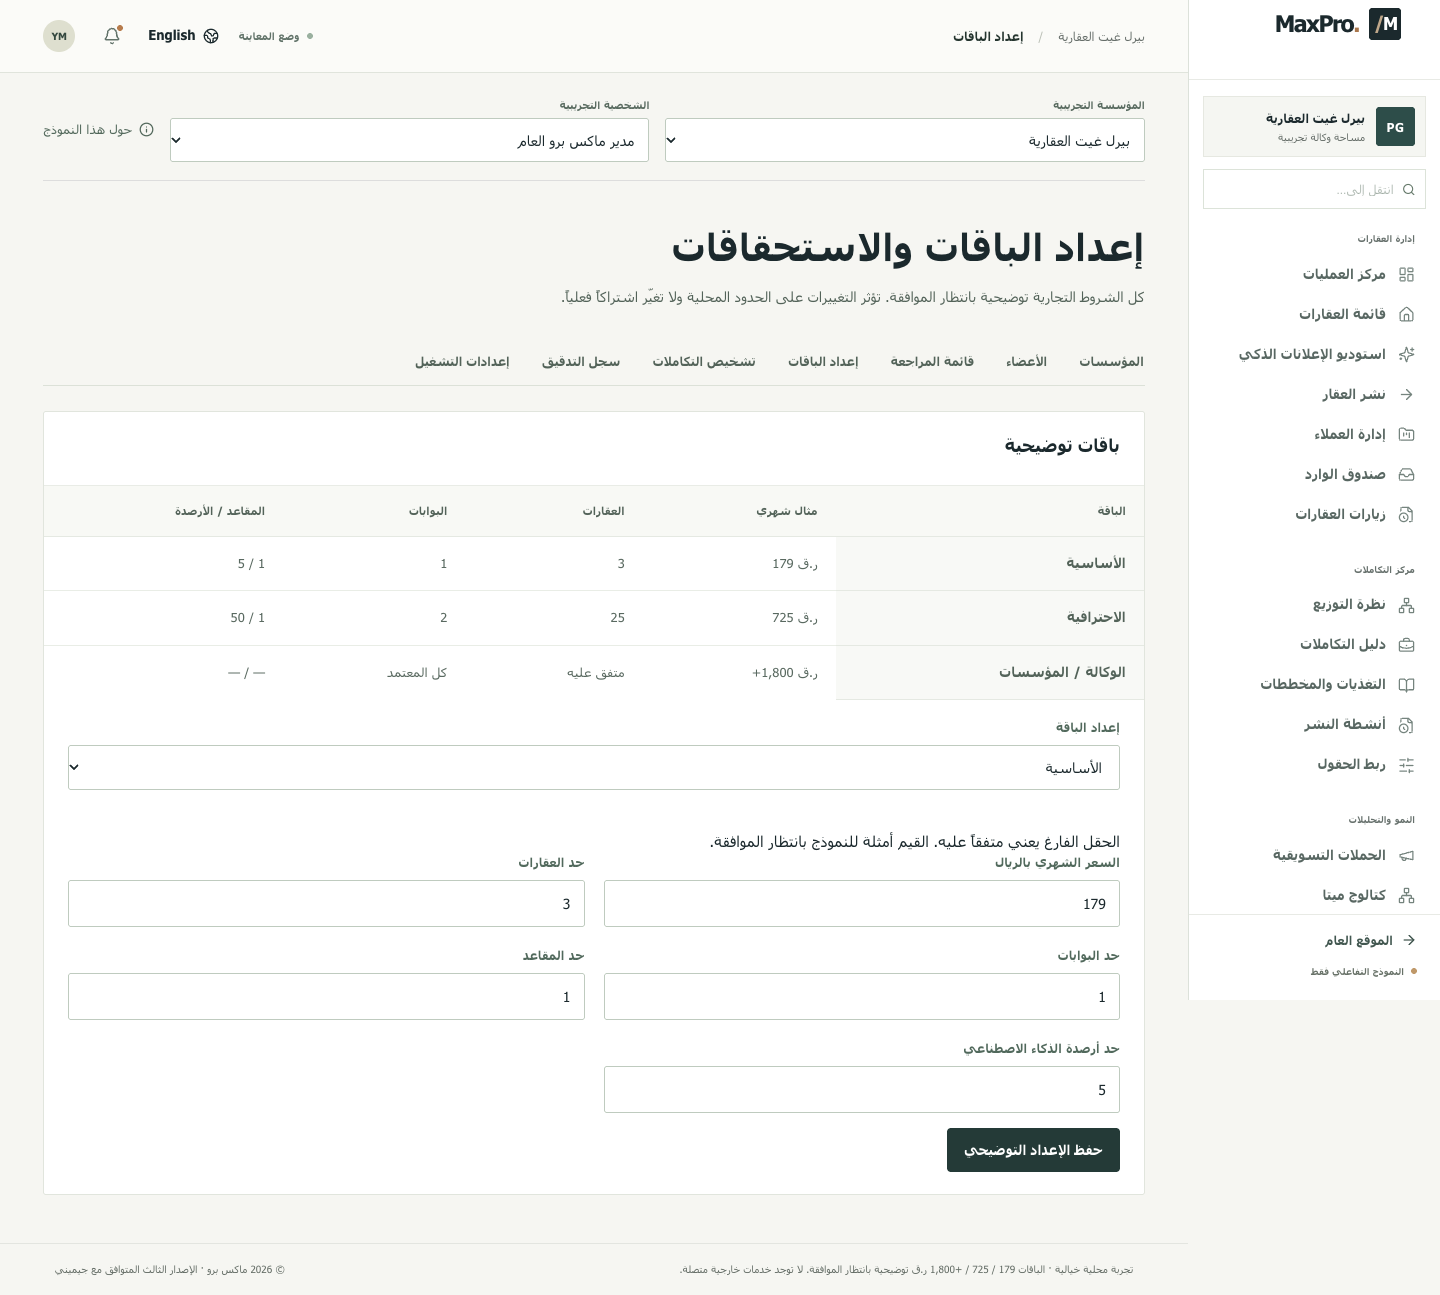 MaxPro.
/M
بيرل غيت العقارية / إعداد الباقات
وضع المعاينة
English
YM
PG
بيرل غيت العقارية
مساحة وكالة تجريبية
انتقل إلى...
إدارة العقارات
مركز العمليات
قائمة العقارات
استوديو الإعلانات الذكي
نشر العقار
إدارة العملاء
صندوق الوارد
زيارات العقارات
مركز التكاملات
نظرة التوزيع
دليل التكاملات
التغذيات والمخططات
أنشطة النشر
ربط الحقول
النمو والتحليلات
الحملات التسويقية
كتالوج ميتا
الموقع العام
النموذج التفاعلي فقط
المؤسسة التجريبية
بيرل غيت العقارية
الشخصية التجريبية
مدير ماكس برو العام
حول هذا النموذج
إعداد الباقات والاستحقاقات
كل الشروط التجارية توضيحية بانتظار الموافقة. تؤثر التغييرات على الحدود المحلية ولا تغيّر اشتراكاً فعلياً.
المؤسسات الأعضاء قائمة المراجعة إعداد الباقات تشخيص التكاملات سجل التدقيق إعدادات التشغيل
باقات توضيحية
الباقة مثال شهري العقارات البوابات المقاعد / الأرصدة
الأساسية ر.ق 179 3 1 1 / 5
الاحترافية ر.ق 725 25 2 1 / 50
الوكالة / المؤسسات ر.ق 1,800+ متفق عليه كل المعتمد — / —
إعداد الباقة
الأساسية
الحقل الفارغ يعني متفقاً عليه. القيم أمثلة للنموذج بانتظار الموافقة.
السعر الشهري بالريال حد العقارات
179 3
حد البوابات حد المقاعد
1 1
حد أرصدة الذكاء الاصطناعي
5
حفظ الإعداد التوضيحي
تجربة محلية خيالية · الباقات 179 / 725 / 1,800+ ر.ق توضيحية بانتظار الموافقة. لا توجد خدمات خارجية متصلة.
© 2026 ماكس برو · الإصدار الثالث المتوافق مع جيميني